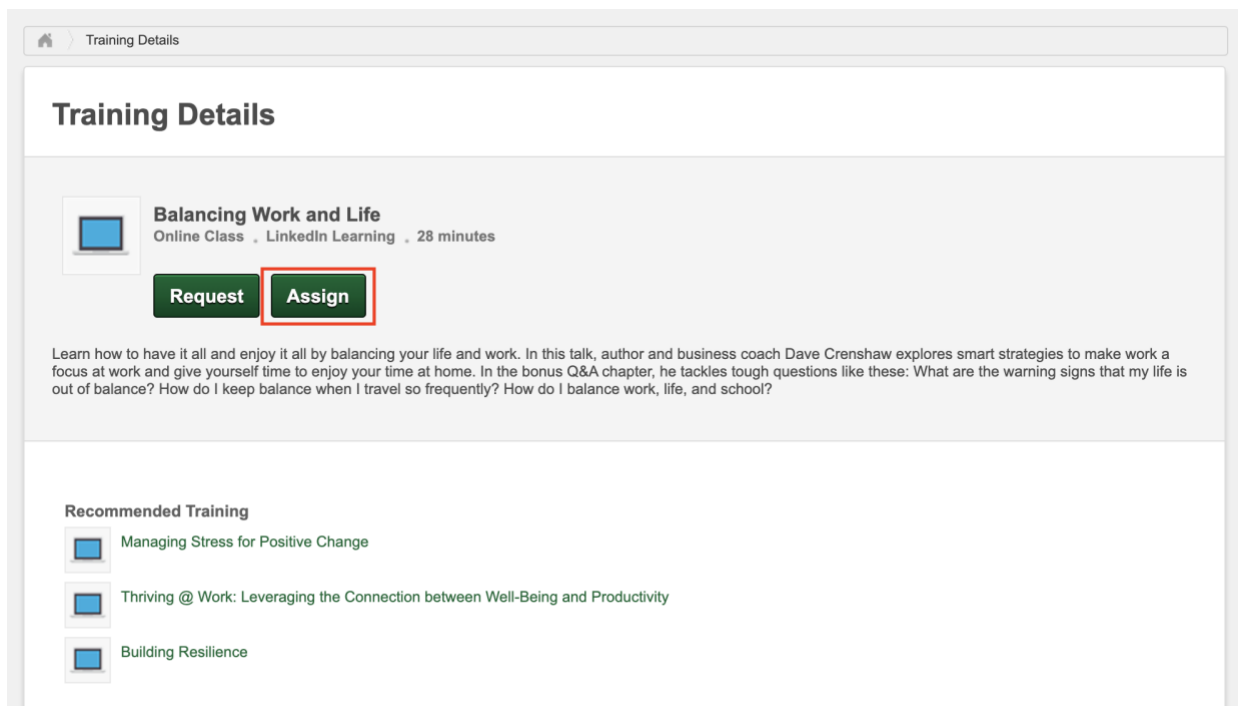 Training Details
Training Details
Balancing Work and Life
Online Class . LinkedIn Learning . 28 minutes
Request Assign
Learn how to have it all and enjoy it all by balancing your life and work. In this talk, author and business coach Dave Crenshaw explores smart strategies to make work a
focus at work and give yourself time to enjoy your time at home. In the bonus Q&A chapter, he tackles tough questions like these: What are the warning signs that my life is
out of balance? How do I keep balance when I travel so frequently? How do I balance work, life, and school?
Recommended Training
Managing Stress for Positive Change
Thriving @ Work: Leveraging the Connection between Well-Being and Productivity
Building Resilience